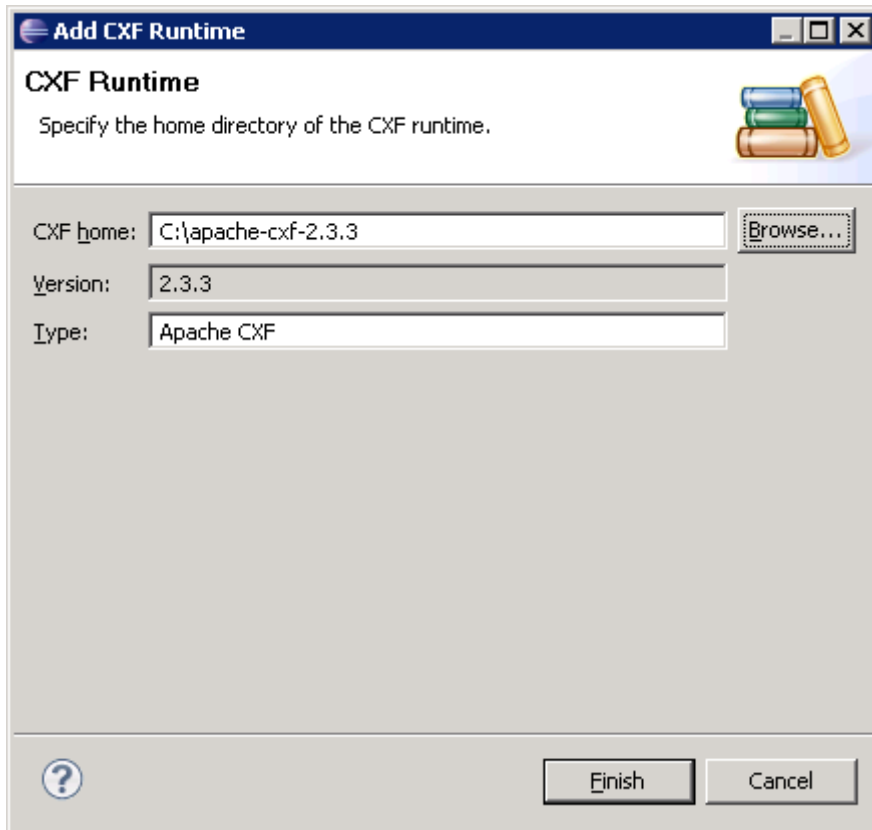 Add CXF Runtime
CXF Runtime
Specify the home directory of the CXF runtime.
CXF home: C:\apache-cxf-2.3.3 Browse...
Version: 2.3.3
Type: Apache CXF
? Finish Cancel